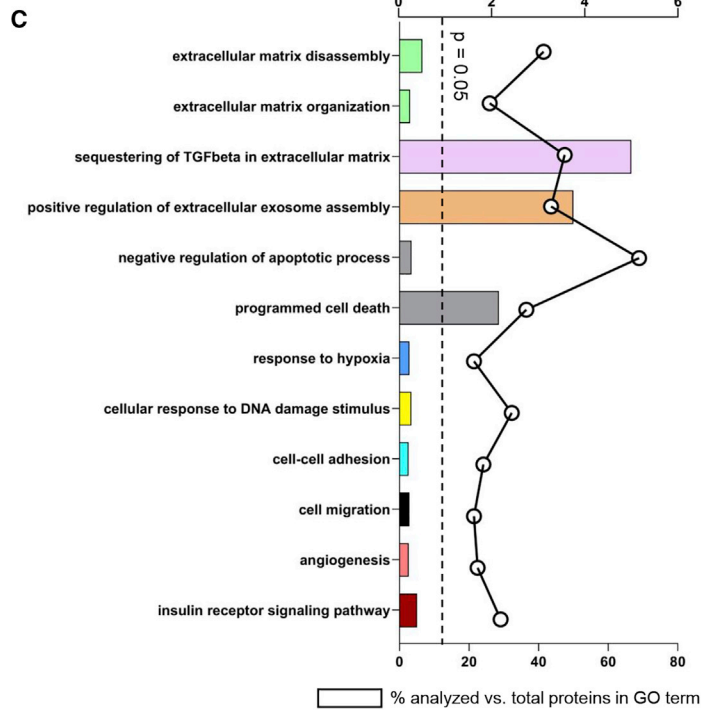 C
0 2 4 6
p = 0.05
extracellular matrix disassembly
extracellular matrix organization
sequestering of TGFbeta in extracellular matrix
positive regulation of extracellular exosome assembly
negative regulation of apoptotic process
programmed cell death
response to hypoxia
cellular response to DNA damage stimulus
cell-cell adhesion
cell migration
angiogenesis
insulin receptor signaling pathway
0 20 40 60 80
% analyzed vs. total proteins in GO term